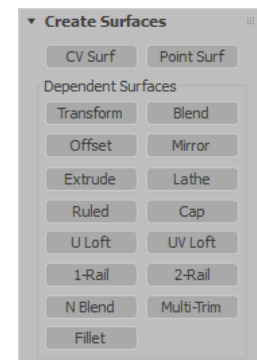 Create Surfaces
CV Surf Point Surf
Dependent Surfaces
Transform Blend
Offset Mirror
Extrude Lathe
Ruled Cap
U Loft UV Loft
1-Rail 2-Rail
N Blend Multi-Trim
Fillet